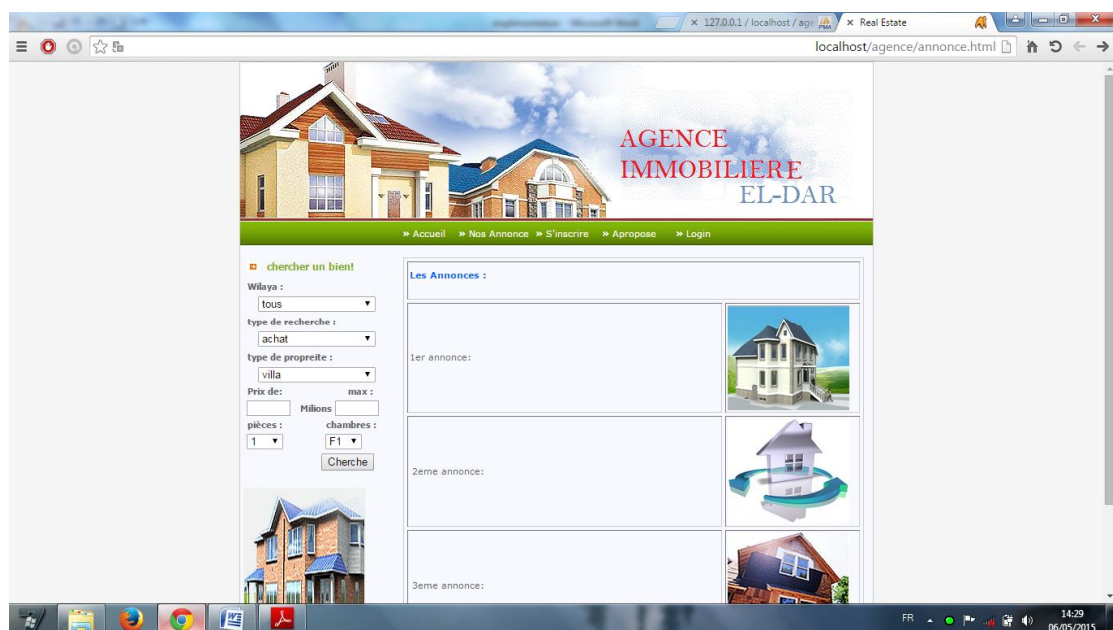 127.0.0.1 / localhost / age
Real Estate
localhost/agence/annonce.html
AGENCE
IMMOBILIERE
EL-DAR
» Accueil » Nos Annonce » S'inscrire » Apropose » Login
chercher un bien!
Wilaya :
tous
type de recherche :
achat
type de propreite :
villa
Prix de: max :
Milions
pièces : chambres :
1 F1
Cherche
Les Annonces :
1er annonce:
2eme annonce:
3eme annonce:
FR
14:29
06/05/2015